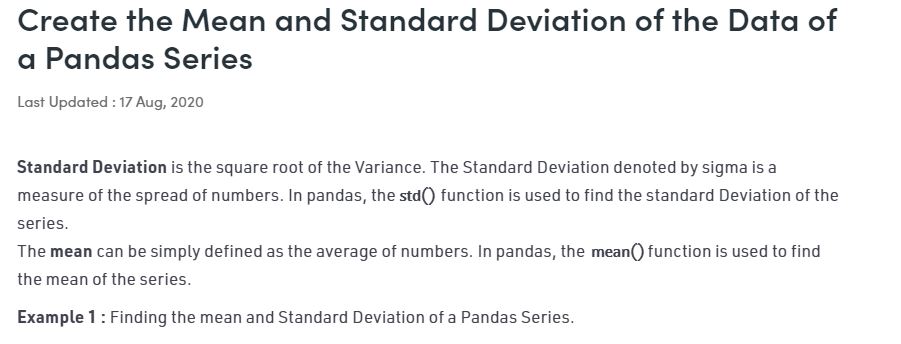 Create the Mean and Standard Deviation of the Data of
a Pandas Series
Last Updated : 17 Aug, 2020
Standard Deviation is the square root of the Variance. The Standard Deviation denoted by sigma is a
measure of the spread of numbers. In pandas, the std() function is used to find the standard Deviation of the
series.
The mean can be simply defined as the average of numbers. In pandas, the mean() function is used to find
the mean of the series.
Example 1 : Finding the mean and Standard Deviation of a Pandas Series.